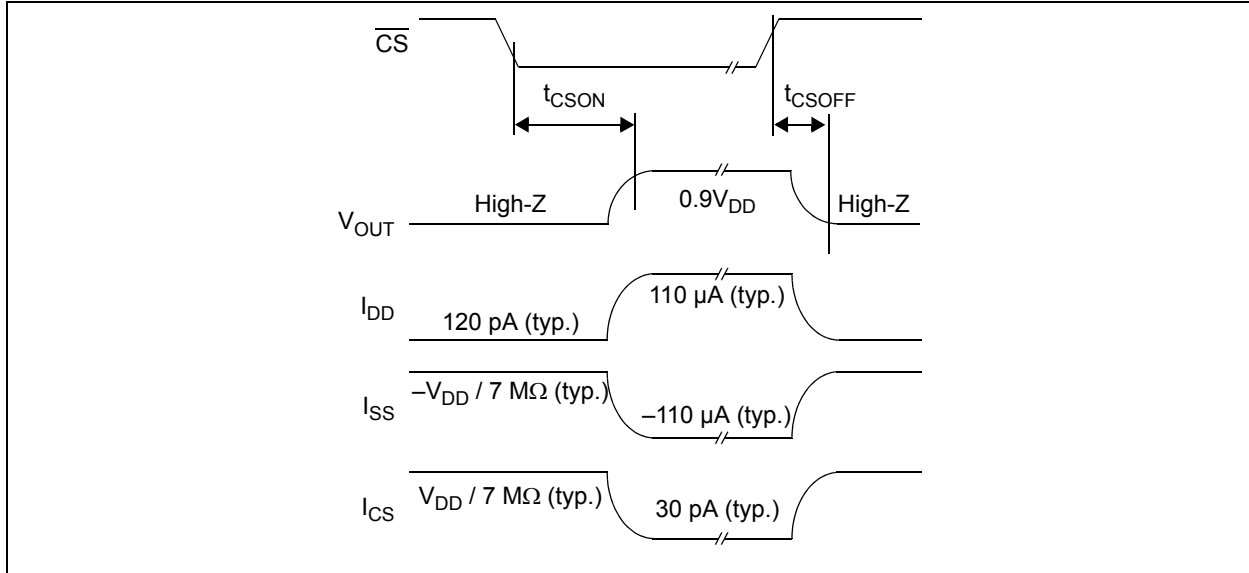 CS
tCSON
tCSOFF
VOUT
High-Z
0.9VDD
High-Z
IDD
120 pA (typ.)
110 µA (typ.)
ISS
–VDD / 7 MΩ (typ.)
–110 µA (typ.)
ICS
VDD / 7 MΩ (typ.)
30 pA (typ.)